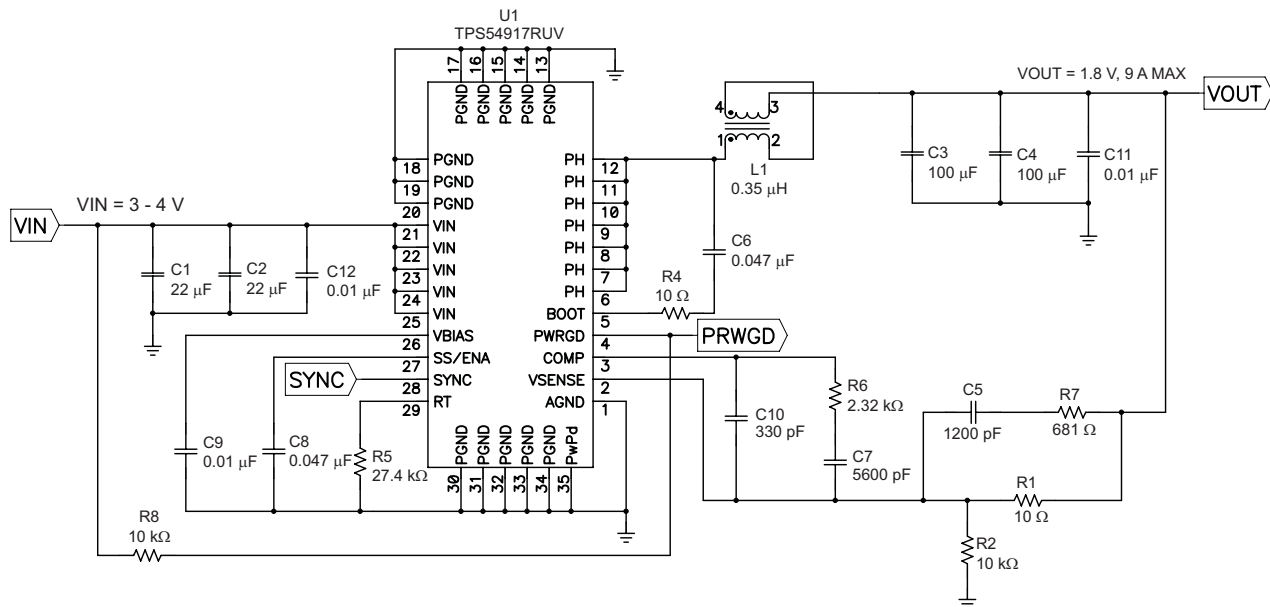 U1
TPS54917RUV
17 16 15 14 13
PGND PGND PGND PGND PGND
VOUT = 1.8 V, 9 A MAX
VOUT
4 3
1 2
L1
0.35 μH
C3
100 μF
C4
100 μF
C11
0.01 μF
18 PGND PH 12
19 PGND PH 11
20 PGND PH 10
21 VIN PH 9
22 VIN PH 8
23 VIN PH 7
24 VIN PH 6
25 VIN BOOT 5
26 VBIAS PWRGD 4
27 SS/ENA COMP 3
28 SYNC VSENSE 2
29 RT AGND 1
VIN
VIN = 3 - 4 V
C1
22 μF
C2
22 μF
C12
0.01 μF
C6
0.047 μF
R4
10 Ω
PRWGD
SYNC
PGND PGND PGND PGND PGND PwPd
30 31 32 33 34 35
C9
0.01 μF
C8
0.047 μF
R5
27.4 kΩ
C10
330 pF
R6
2.32 kΩ
C7
5600 pF
C5
1200 pF
R7
681 Ω
R1
10 Ω
R2
10 kΩ
R8
10 kΩ